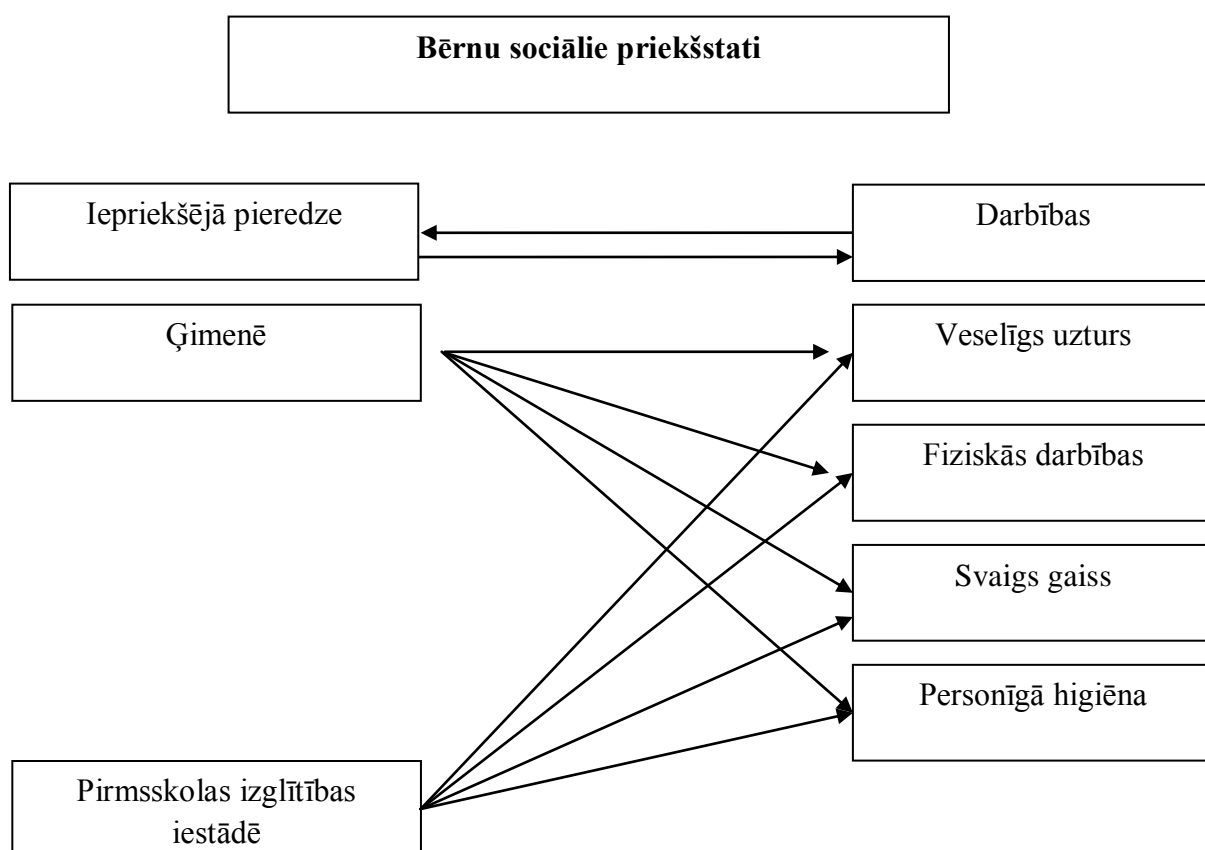 Bērnu sociālie priekšstati
Iepriekšējā pieredze
Darbības
Ģimenē
Veselīgs uzturs
Fiziskās darbības
Svaigs gaiss
Personīgā higiēna
Pirmsskolas izglītības
iestādē